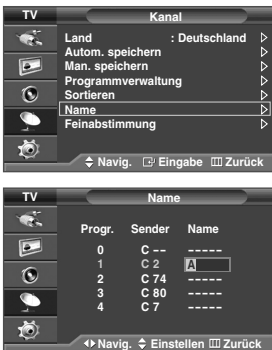 TV Kanal
Land : Deutschland
Autom. speichern
Man. speichern
Programmverwaltung
Sortieren
Name
Feinabstimmung
Navig. Eingabe Zurück
TV Name
Progr. Sender Name
0 C -- -----
1 C 2 A
2 C 74 -----
3 C 80 -----
4 C 7 -----
Navig. Einstellen Zurück